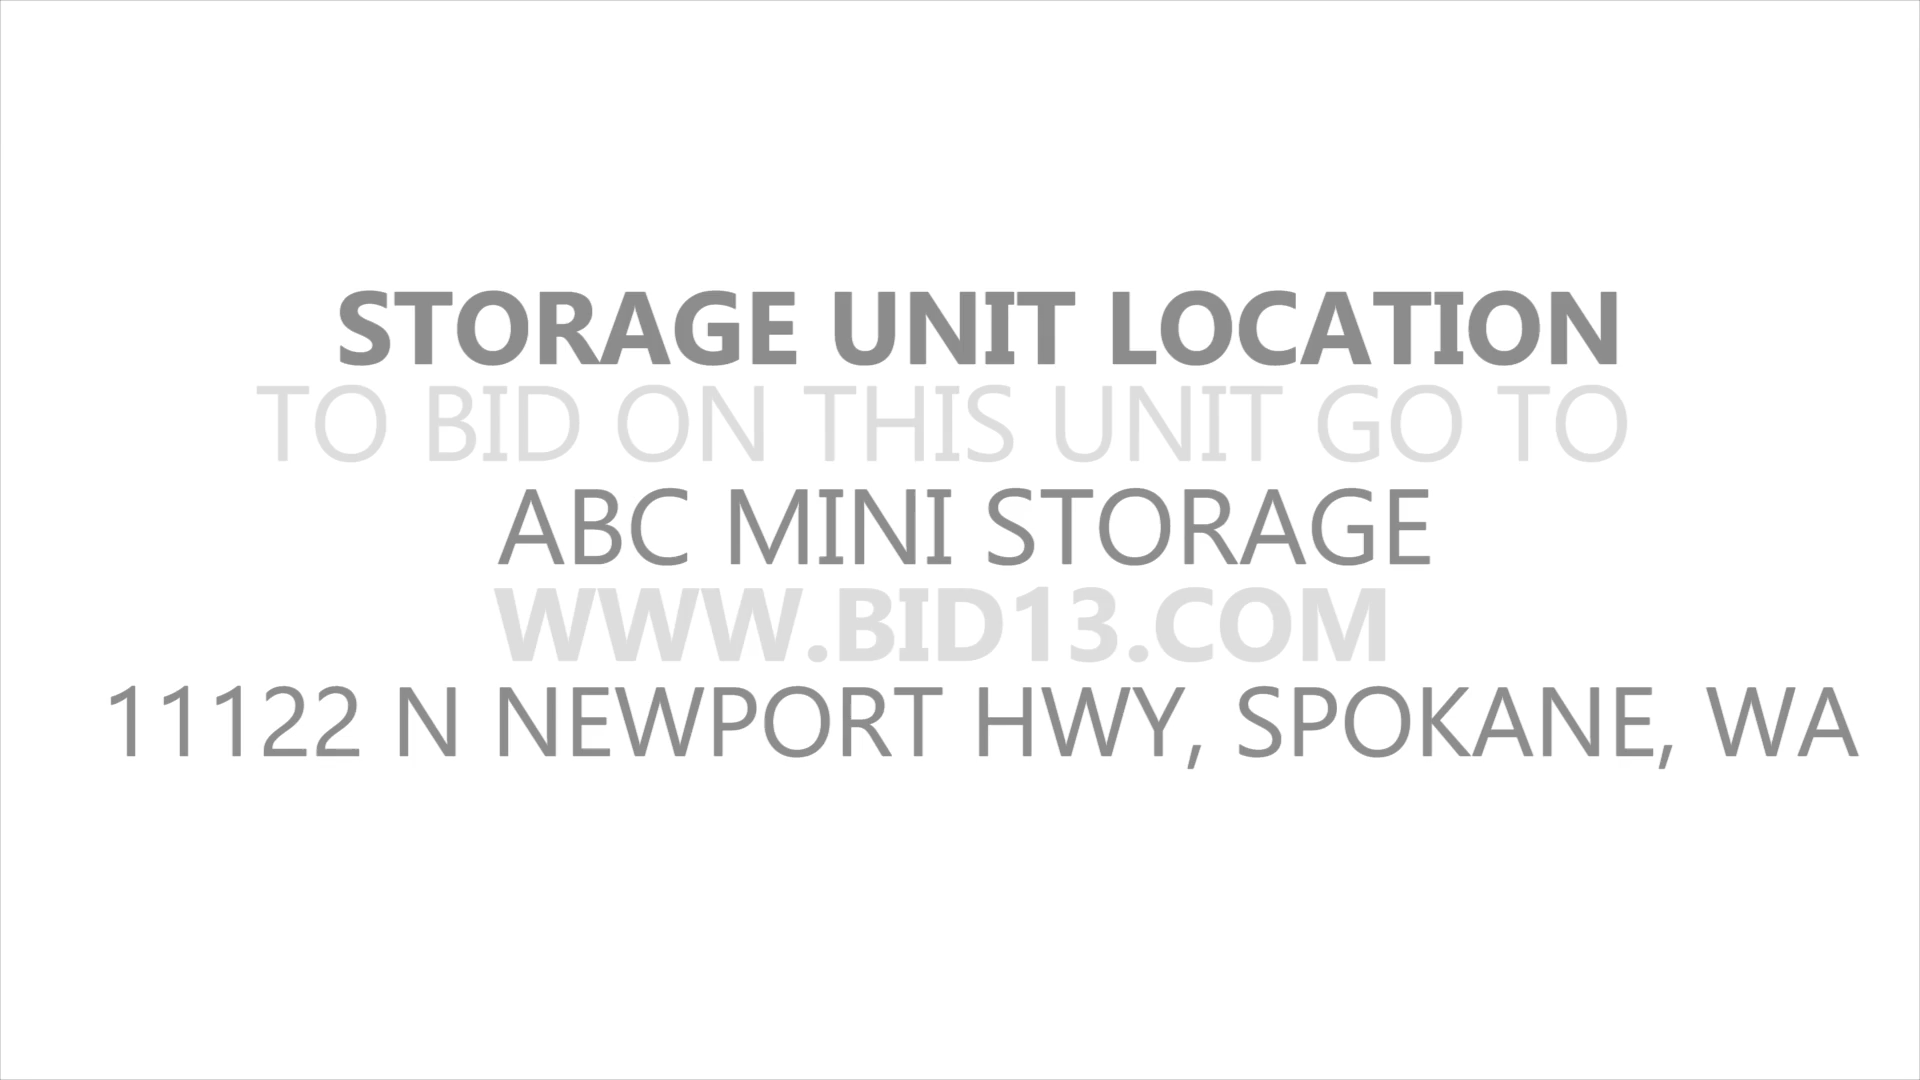 STORAGE UNIT LOCATION
TO BID ON THIS UNIT GO TO
ABC MINI STORAGE
WWW.BID13.COM
11122 N NEWPORT HWY, SPOKANE, WA